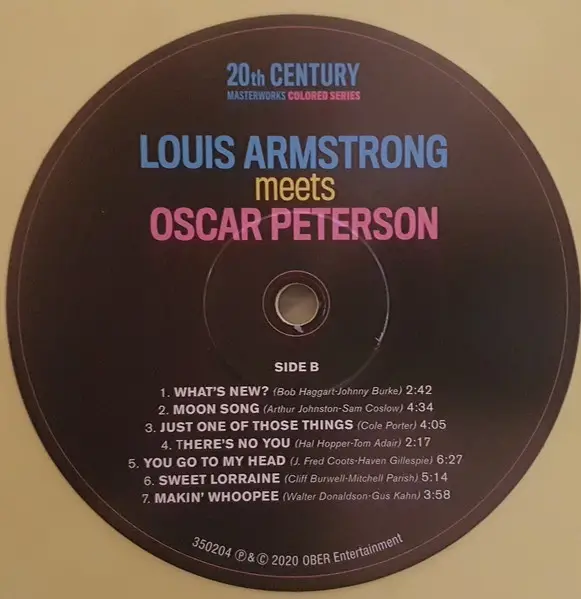 20th CENTURY
MASTERWORKS COLORED SERIES
LOUIS ARMSTRONG
meets
OSCAR PETERSON
SIDE B
1. WHAT'S NEW? (Bob Haggart-Johnny Burke) 2:42
2. MOON SONG (Arthur Johnston-Sam Coslow) 4:34
3. JUST ONE OF THOSE THINGS (Cole Porter) 4:05
4. THERE'S NO YOU (Hal Hopper-Tom Adair) 2:17
5. YOU GO TO MY HEAD (J. Fred Coots-Haven Gillespie) 6:27
6. SWEET LORRAINE (Cliff Burwell-Mitchell Parish) 5:14
7. MAKIN' WHOOPEE (Walter Donaldson-Gus Kahn) 3:58
350204 ℗&© 2020 OBER Entertainment